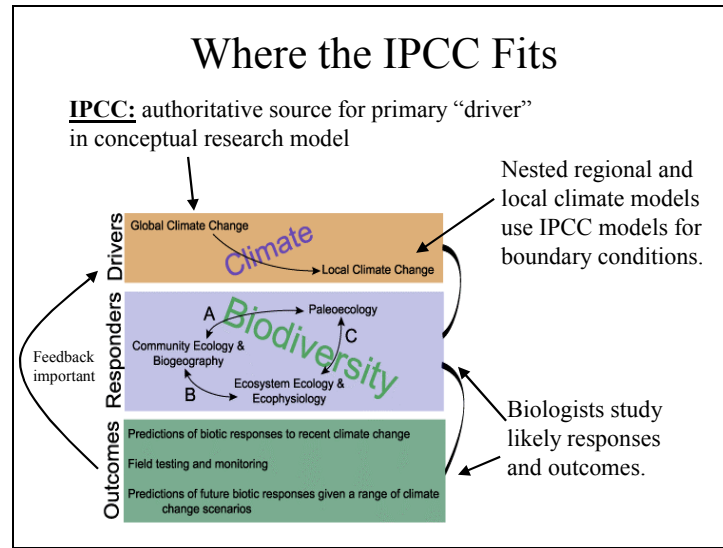 Where the IPCC Fits
IPCC: authoritative source for primary “driver”
in conceptual research model
Nested regional and
local climate models
use IPCC models for
boundary conditions.
Drivers
Global Climate Change
Climate
Local Climate Change
Responders
Biodiversity
A
Paleoecology
C
Community Ecology &
Biogeography
B
Ecosystem Ecology &
Ecophysiology
Feedback
important
Biologists study
likely responses
and outcomes.
Outcomes
Predictions of biotic responses to recent climate change
Field testing and monitoring
Predictions of future biotic responses given a range of climate
change scenarios